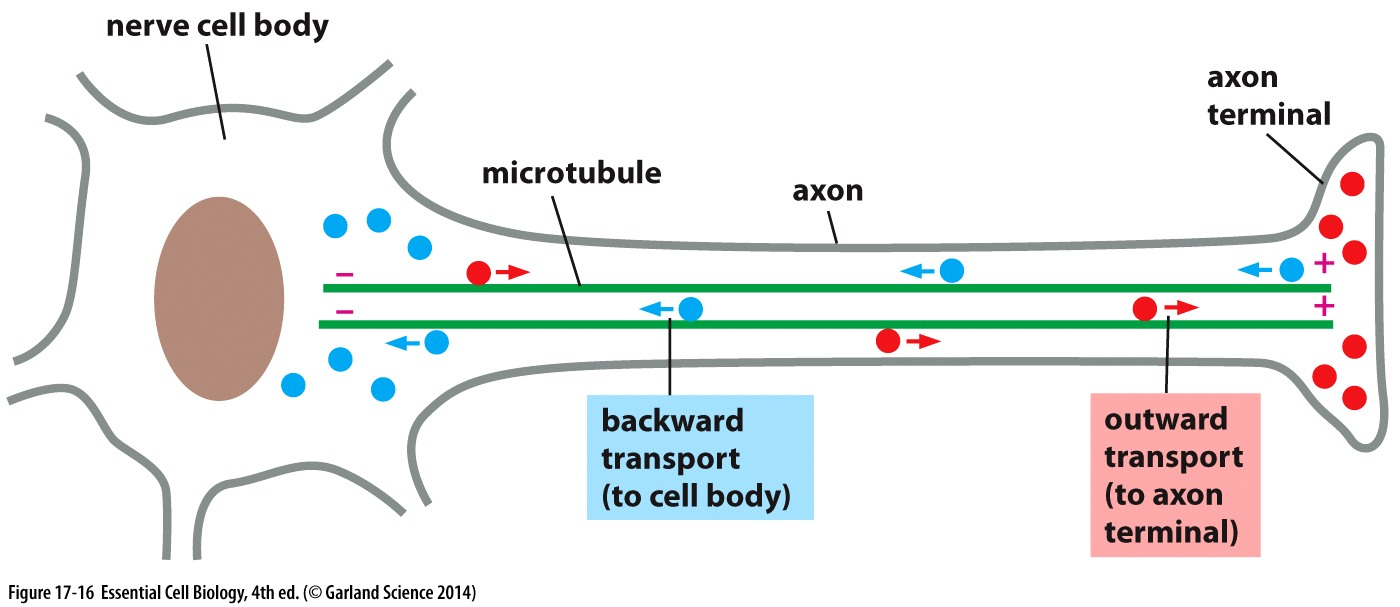 nerve cell body
axon
terminal
microtubule
axon
−
+
−
+
backward
transport
(to cell body)
outward
transport
(to axon
terminal)
Figure 17-16 Essential Cell Biology, 4th ed. (© Garland Science 2014)